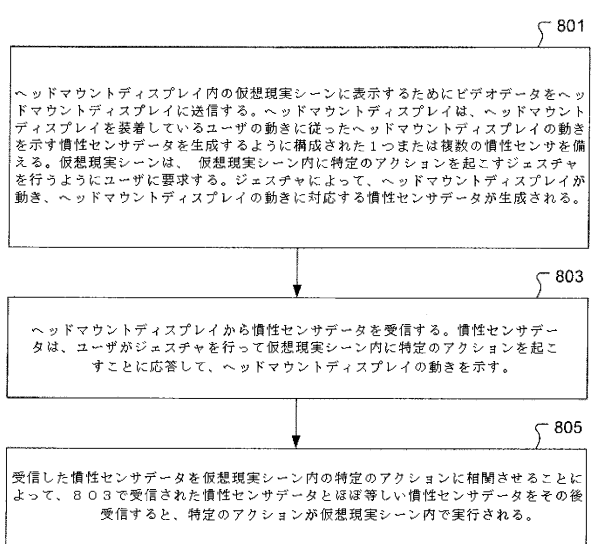 801
ヘッドマウントディスプレイ内の仮想現実シーンに表示するためにビデオデータをヘッ
ドマウントディスプレイに送信する。ヘッドマウントディスプレイは、ヘッドマウント
ディスプレイを装着しているユーザの動きに従ったヘッドマウントディスプレイの動き
を示す慣性センサデータを生成するように構成された1つまたは複数の慣性センサを備
える。仮想現実シーンは、 仮想現実シーン内に特定のアクションを起こすジェスチャ
を行うようにユーザに要求する。ジェスチャによって、ヘッドマウントディスプレイが
動き、ヘッドマウントディスプレイの動きに対応する慣性センサデータが生成される。
803
ヘッドマウントディスプレイから慣性センサデータを受信する。慣性センサデー
タは、ユーザがジェスチャを行って仮想現実シーン内に特定のアクションを起こ
すことに応答して、ヘッドマウントディスプレイの動きを示す。
805
受信した慣性センサデータを仮想現実シーン内の特定のアクションに相関させることに
よって、803で受信された慣性センサデータとほぼ等しい慣性センサデータをその後
受信すると、特定のアクションが仮想現実シーン内で実行される。